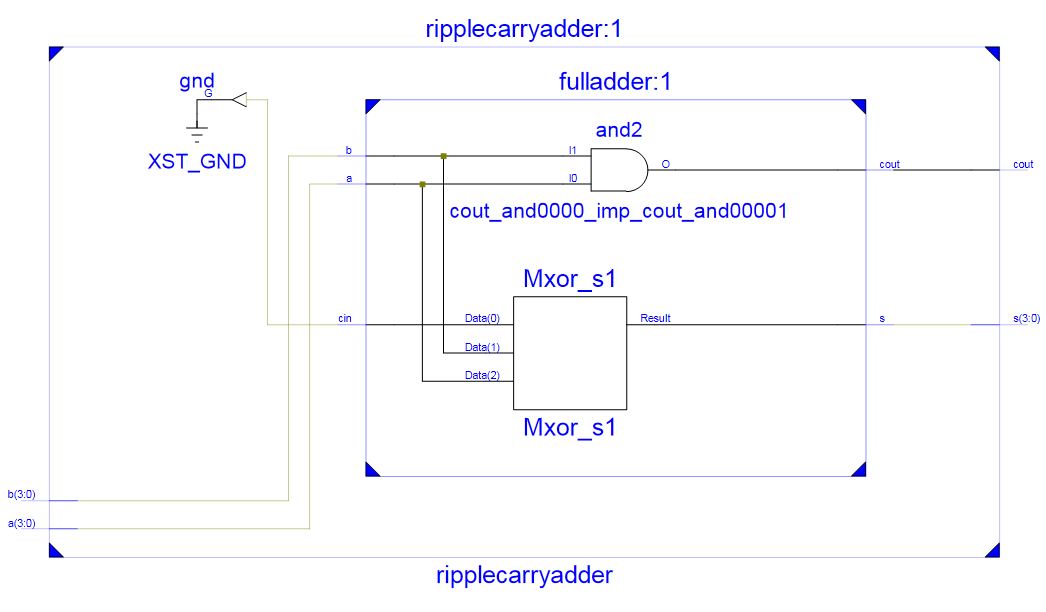 ripplecarryadder:1
gnd
G
XST_GND
fulladder:1
and2
b
I1
a
I0
O
cout
cout
cout_and0000_imp_cout_and00001
Mxor_s1
cin
Data(0)
Result
s
s(3:0)
Data(1)
Data(2)
Mxor_s1
b(3:0)
a(3:0)
ripplecarryadder